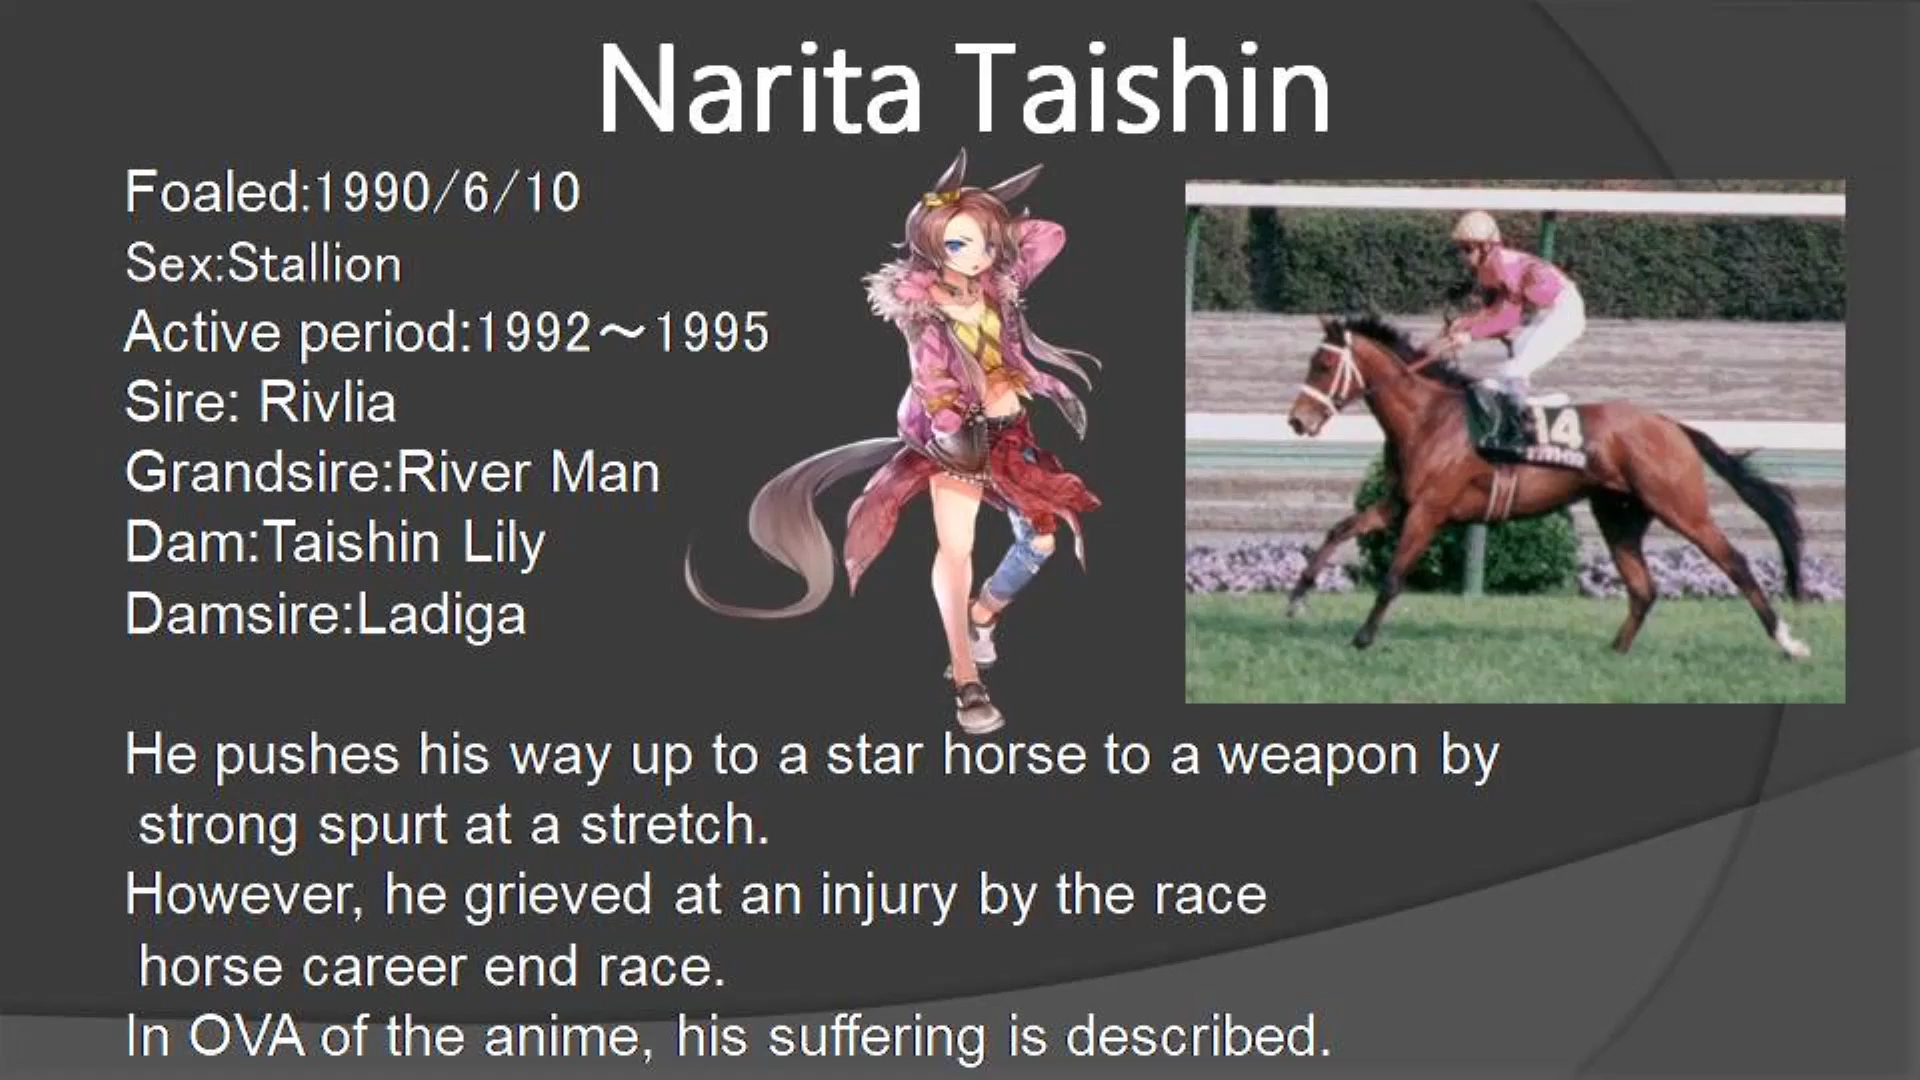 Narita Taishin
Foaled:1990/6/10
Sex:Stallion
Active period:1992～1995
Sire: Rivlia
Grandsire:River Man
Dam:Taishin Lily
Damsire:Ladiga
14
He pushes his way up to a star horse to a weapon by
strong spurt at a stretch.
However, he grieved at an injury by the race
horse career end race.
In OVA of the anime, his suffering is described.